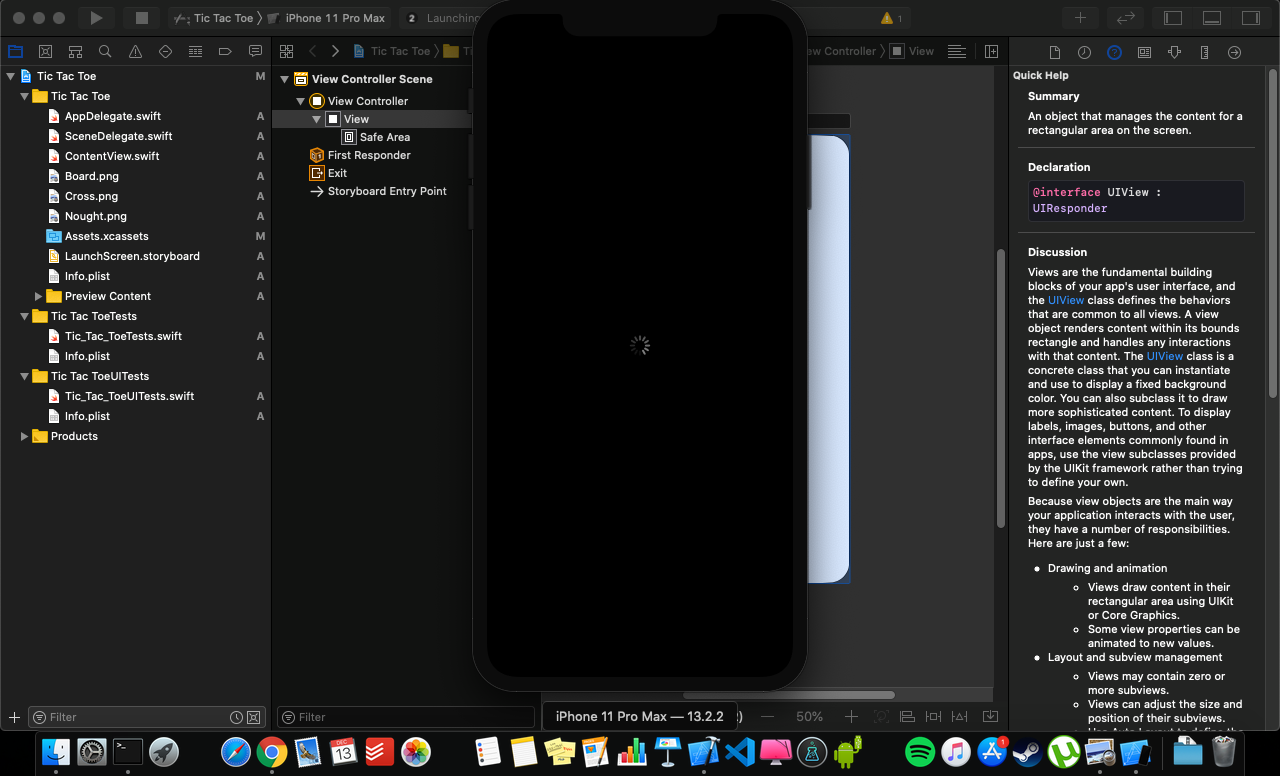 Tic Tac Toe
iPhone 11 Pro Max
2
Launching
1
Tic Tac Toe
Ti
ew Controller
View
Tic Tac Toe
M
Tic Tac Toe
AppDelegate.swift
A
SceneDelegate.swift
A
ContentView.swift
A
Board.png
A
Cross.png
A
Nought.png
A
Assets.xcassets
M
LaunchScreen.storyboard
A
Info.plist
A
Preview Content
A
Tic Tac ToeTests
Tic_Tac_ToeTests.swift
A
Info.plist
A
Tic Tac ToeUITests
Tic_Tac_ToeUITests.swift
A
Info.plist
A
Products
Filter
View Controller Scene
View Controller
View
Safe Area
First Responder
Exit
Storyboard Entry Point
Filter
iPhone 11 Pro Max — 13.2.2
)
50%
Quick Help
Summary
An object that manages the content for a
rectangular area on the screen.
Declaration
@interface UIView :
UIResponder
Discussion
Views are the fundamental building
blocks of your app's user interface, and
the UIView class defines the behaviors
that are common to all views. A view
object renders content within its bounds
rectangle and handles any interactions
with that content. The UIView class is a
concrete class that you can instantiate
and use to display a fixed background
color. You can also subclass it to draw
more sophisticated content. To display
labels, images, buttons, and other
interface elements commonly found in
apps, use the view subclasses provided
by the UIKit framework rather than trying
to define your own.
Because view objects are the main way
your application interacts with the user,
they have a number of responsibilities.
Here are just a few:
Drawing and animation
Views draw content in their
rectangular area using UIKit
or Core Graphics.
Some view properties can be
animated to new values.
Layout and subview management
Views may contain zero or
more subviews.
Views can adjust the size and
position of their subviews.
DEC
13
1